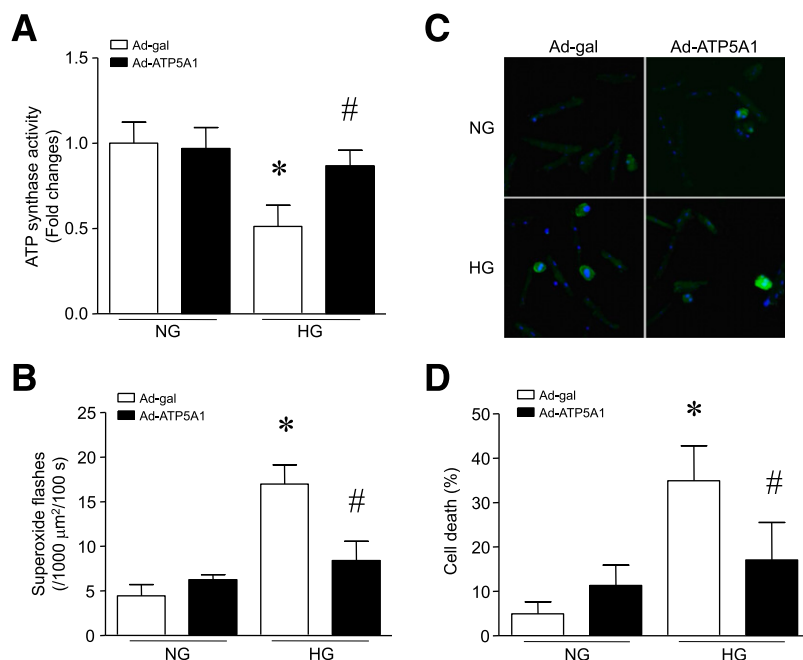 A
Ad-gal
Ad-ATP5A1
ATP synthase activity
(Fold changes)
1.5
1.0
0.5
0.0
*
#
NG
HG
B
Ad-gal
Ad-ATP5A1
Superoxide flashes
(/1000 μm²/100 s)
25
20
15
10
5
0
*
#
NG
HG
C
Ad-gal
Ad-ATP5A1
NG
HG
D
Ad-gal
Ad-ATP5A1
Cell death (%)
50
40
30
20
10
0
*
#
NG
HG